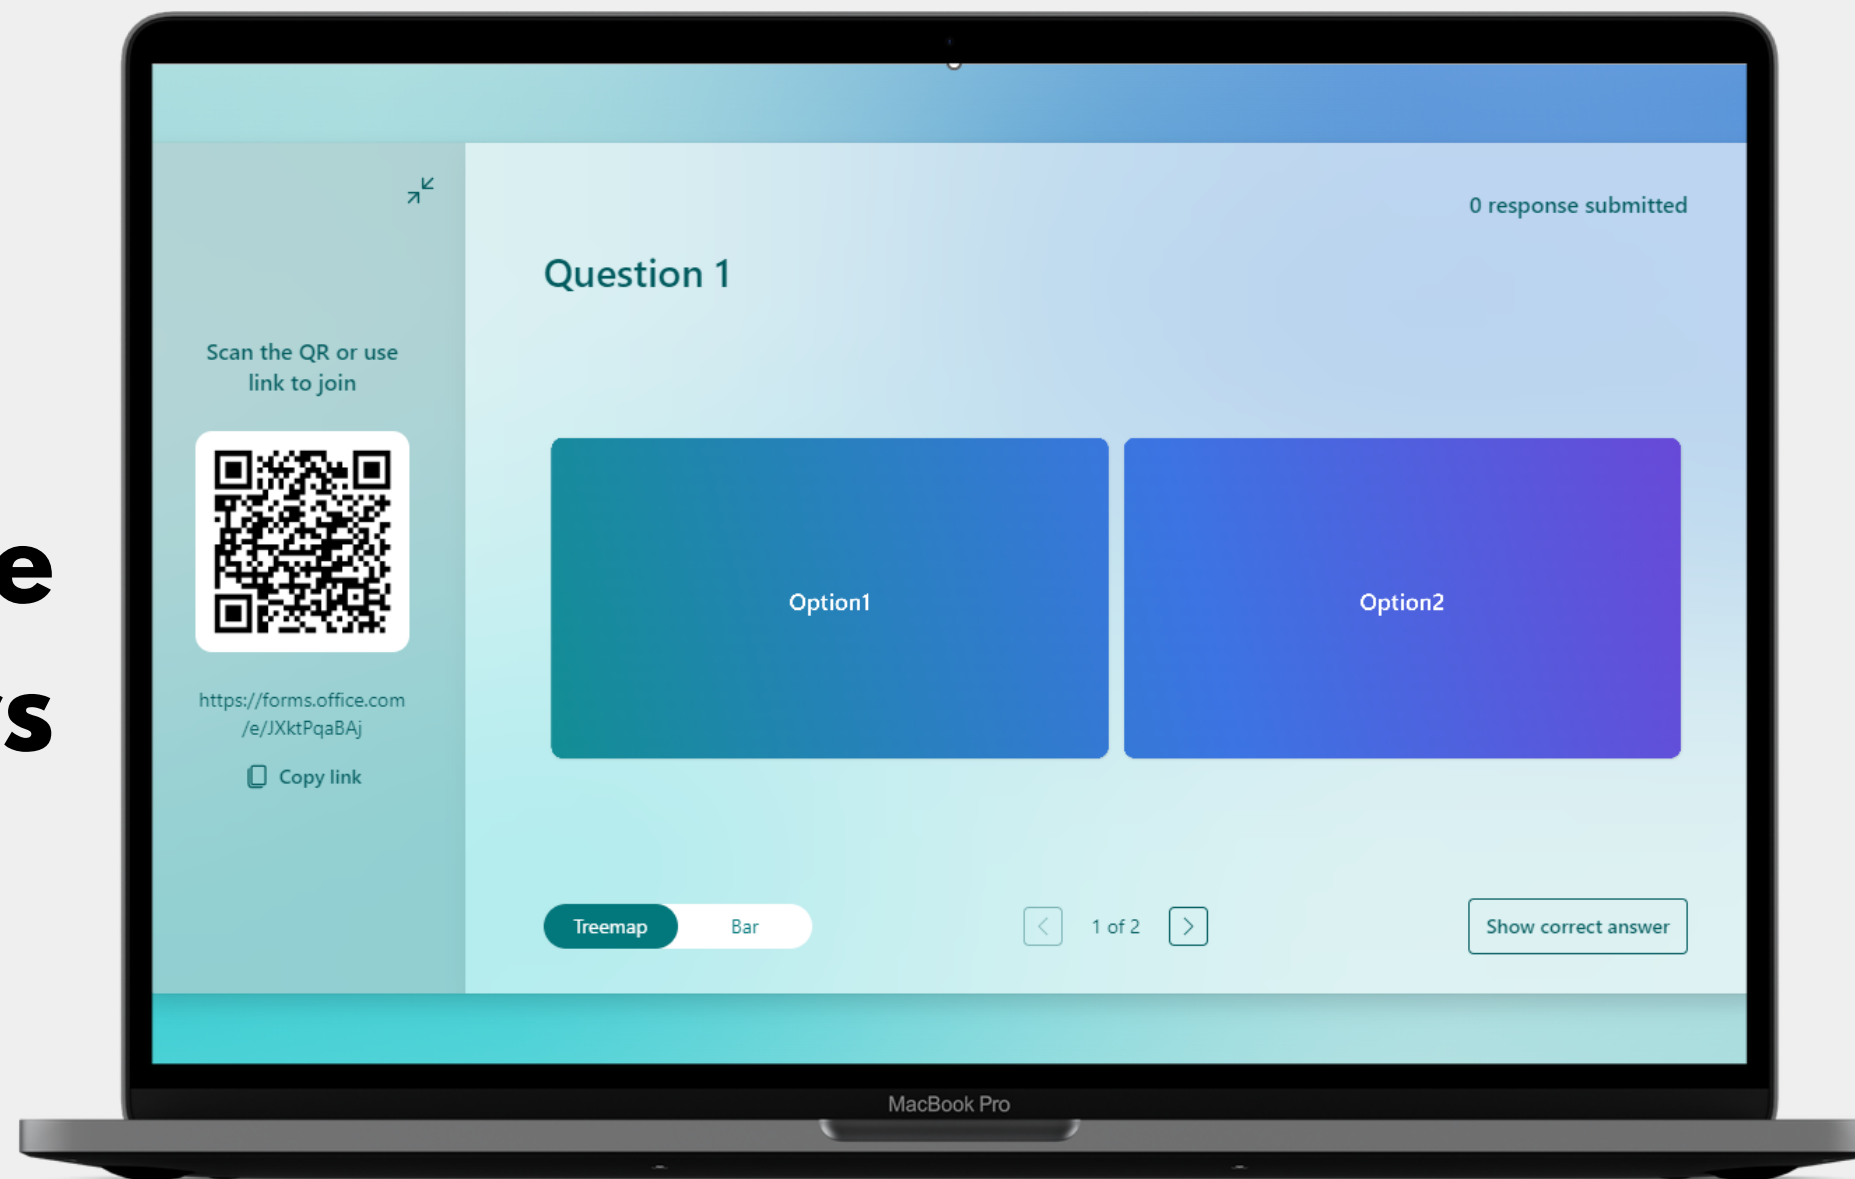 0 response submitted
Question 1
Scan the QR or use
link to join
https://forms.office.com
/e/JXktPqaBAj
Copy link
Option1
Option2
Treemap
Bar
1 of 2
Show correct answer
MacBook Pro